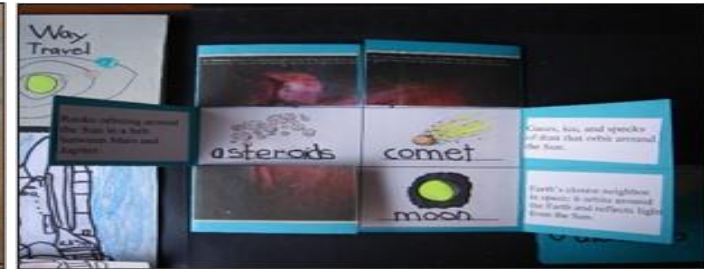 Way
Travel
Rocks orbiting around
the Sun in a belt
between Mars and
Jupiter.
asteroids
comet
Gases, ice, and specks
of dust that orbit around
the Sun.
moon
Earth's closest neighbor
in space; it orbits around
the Earth and reflects light
from the Sun.